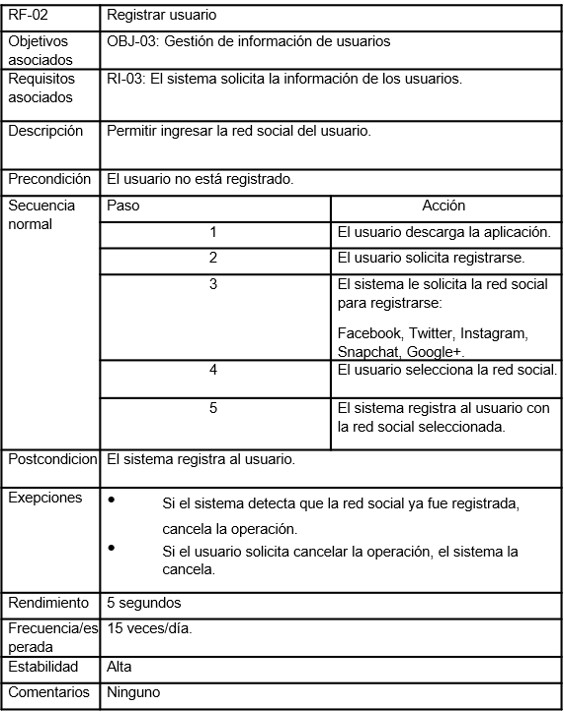 RF-02 Registrar usuario
Objetivos asociados OBJ-03: Gestión de información de usuarios
Requisitos asociados RI-03: El sistema solicita la información de los usuarios.
Descripción Permitir ingresar la red social del usuario.
Precondición El usuario no está registrado.
Secuencia normal Paso Acción
1 El usuario descarga la aplicación.
2 El usuario solicita registrarse.
3 El sistema le solicita la red social
para registrarse:
Facebook, Twitter, Instagram,
Snapchat, Google+.
4 El usuario selecciona la red social.
5 El sistema registra al usuario con
la red social seleccionada.
Postcondicion El sistema registra al usuario.
Exepciones
• Si el sistema detecta que la red social ya fue registrada,
cancela la operación.
• Si el usuario solicita cancelar la operación, el sistema la
cancela.
Rendimiento 5 segundos
Frecuencia/es perada 15 veces/día.
Estabilidad Alta
Comentarios Ninguno